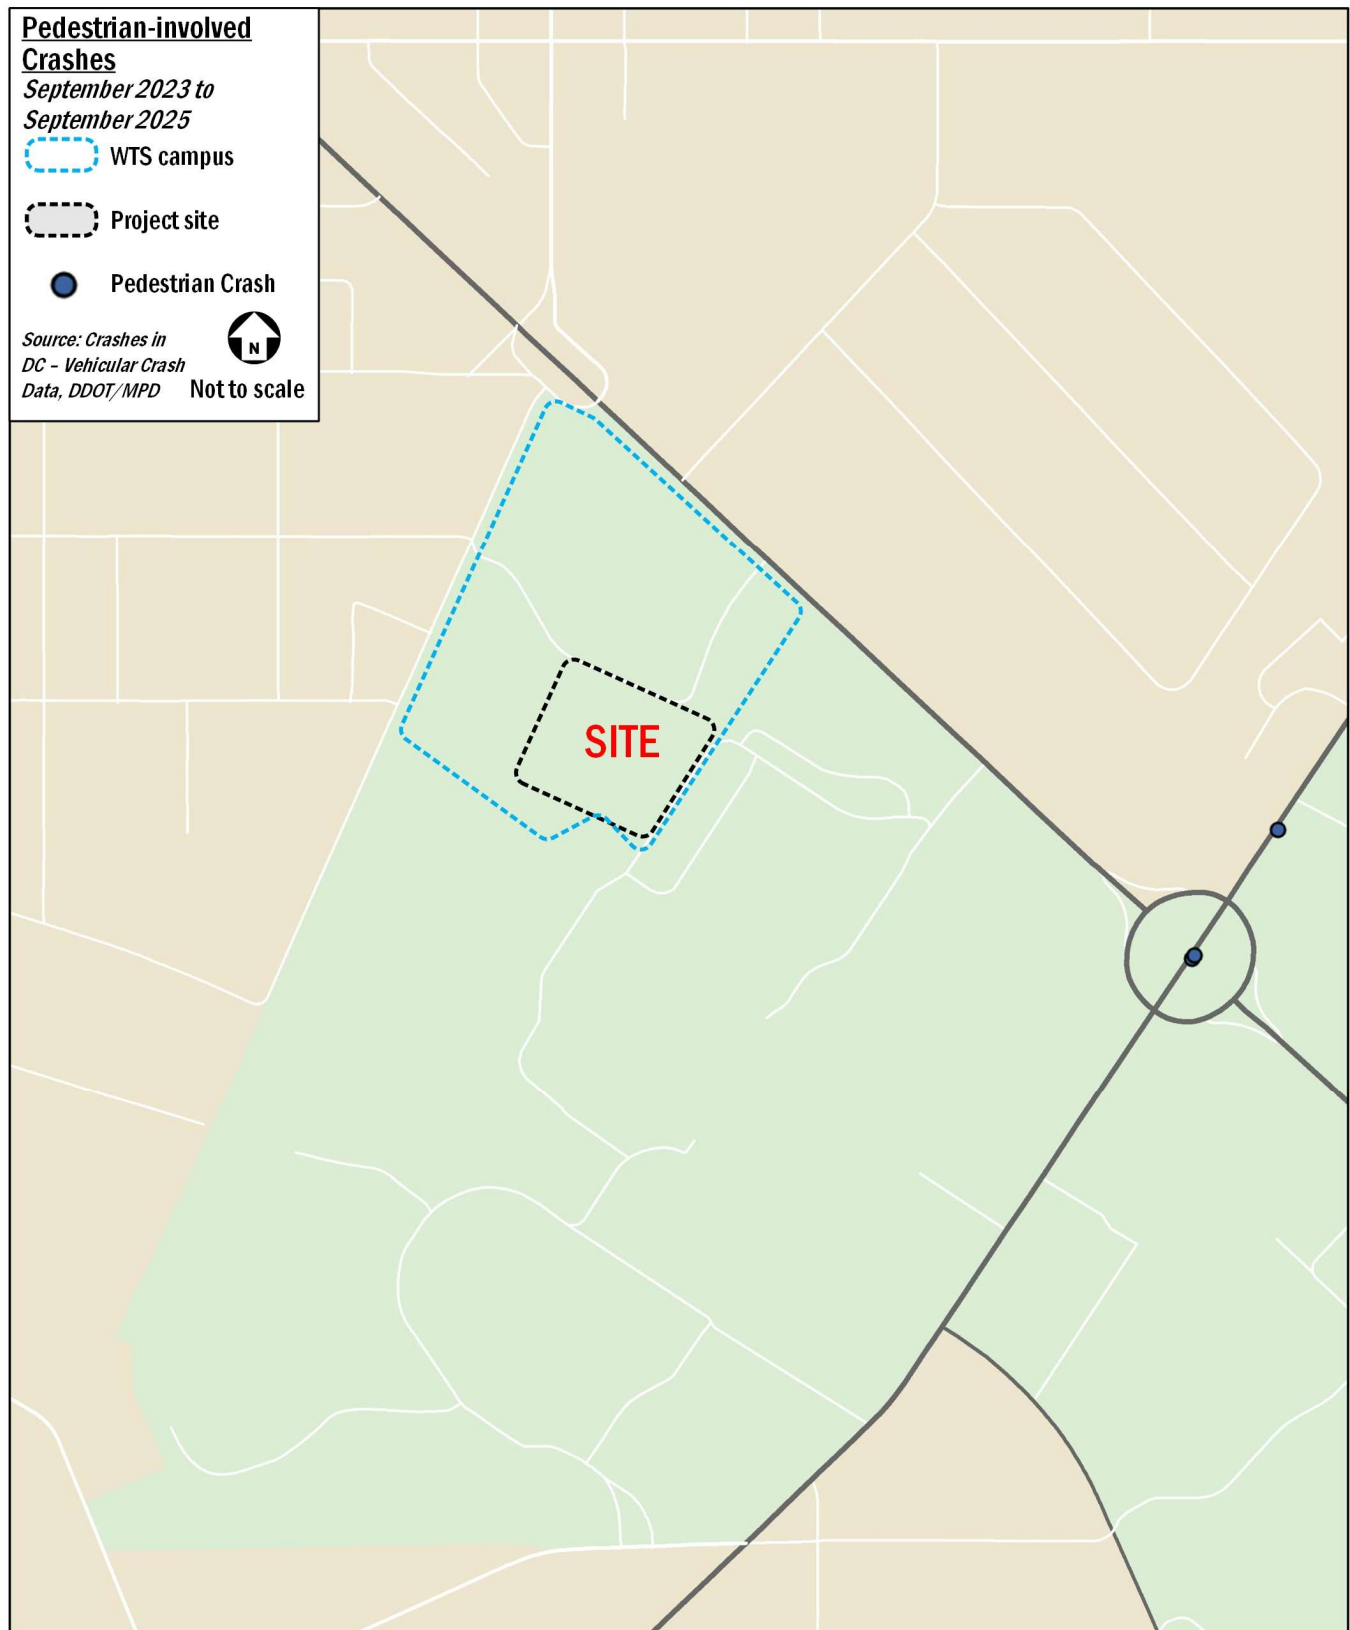 Pedestrian-involved
Crashes
September 2023 to
September 2025
WTS campus
Project site
Pedestrian Crash
Source: Crashes in
DC – Vehicular Crash
Data, DDOT/MPD
N
Not to scale
SITE